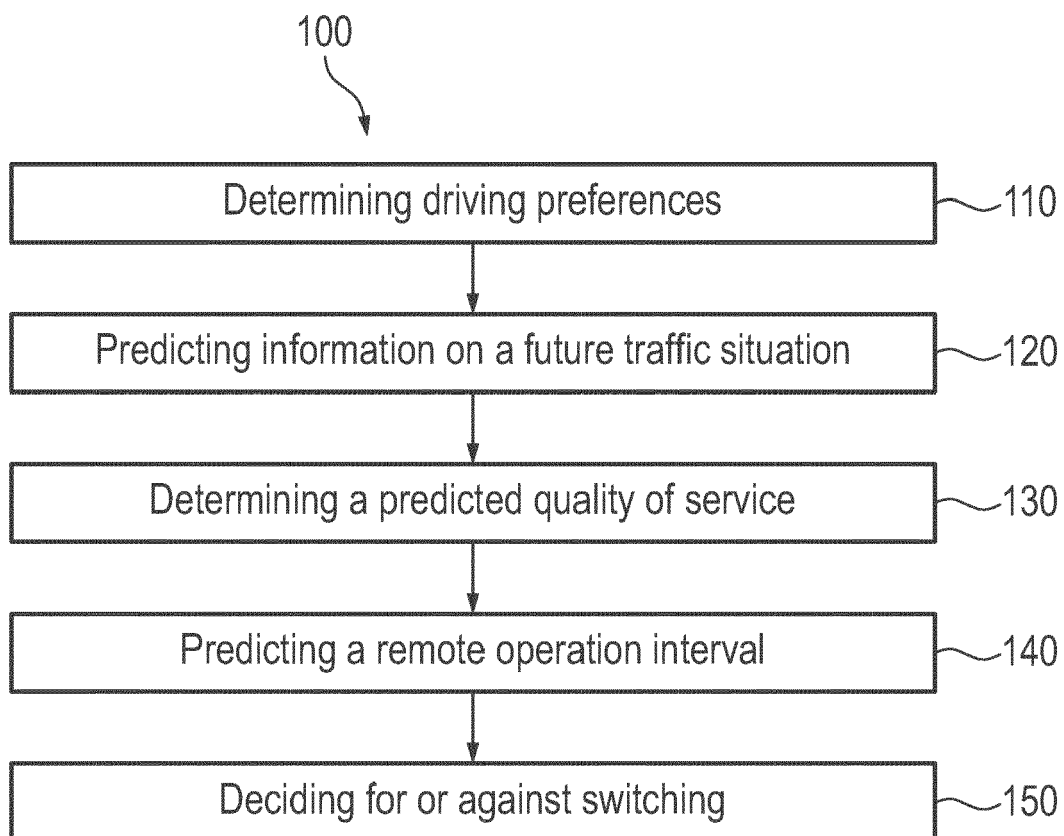 100
Determining driving preferences
110
Predicting information on a future traffic situation
120
Determining a predicted quality of service
130
Predicting a remote operation interval
140
Deciding for or against switching
150